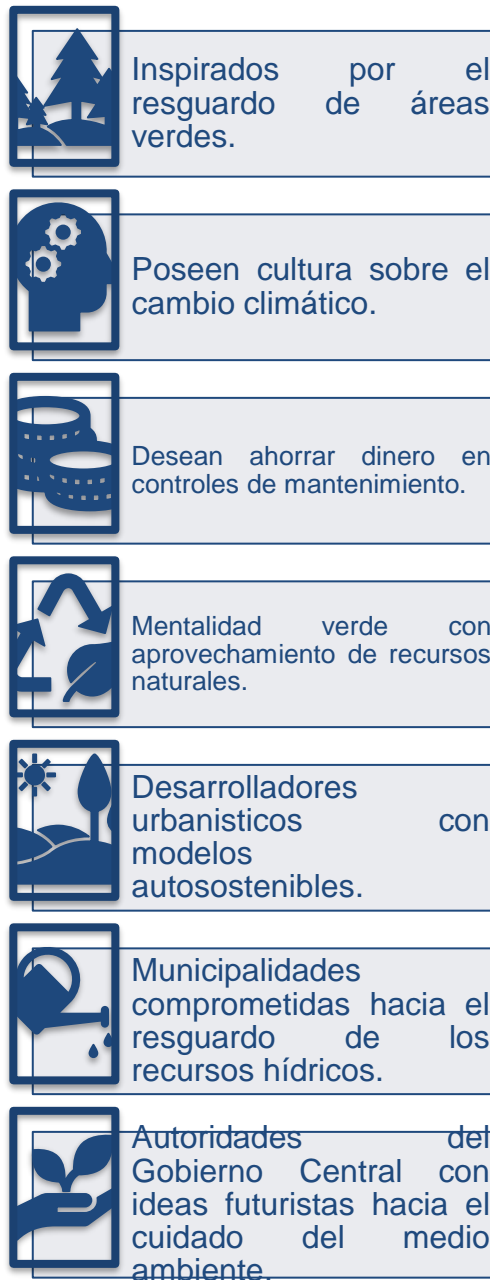 Inspirados por el
resguardo de áreas
verdes.
Poseen cultura sobre el
cambio climático.
Desean ahorrar dinero en
controles de mantenimiento.
Mentalidad verde con
aprovechamiento de recursos
naturales.
Desarrolladores
urbanisticos con
modelos
autosostenibles.
Municipalidades
comprometidas hacia el
resguardo de los
recursos hídricos.
Autoridades del
Gobierno Central con
ideas futuristas hacia el
cuidado del medio
ambiente.